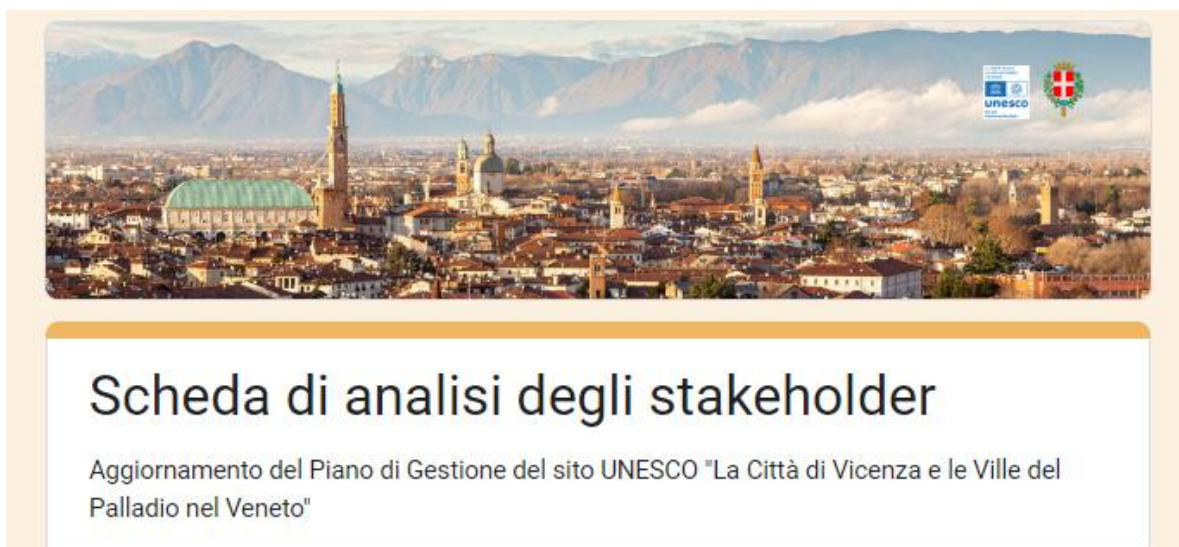 unesco
Scheda di analisi degli stakeholder
Aggiornamento del Piano di Gestione del sito UNESCO "La Città di Vicenza e le Ville del
Palladio nel Veneto"